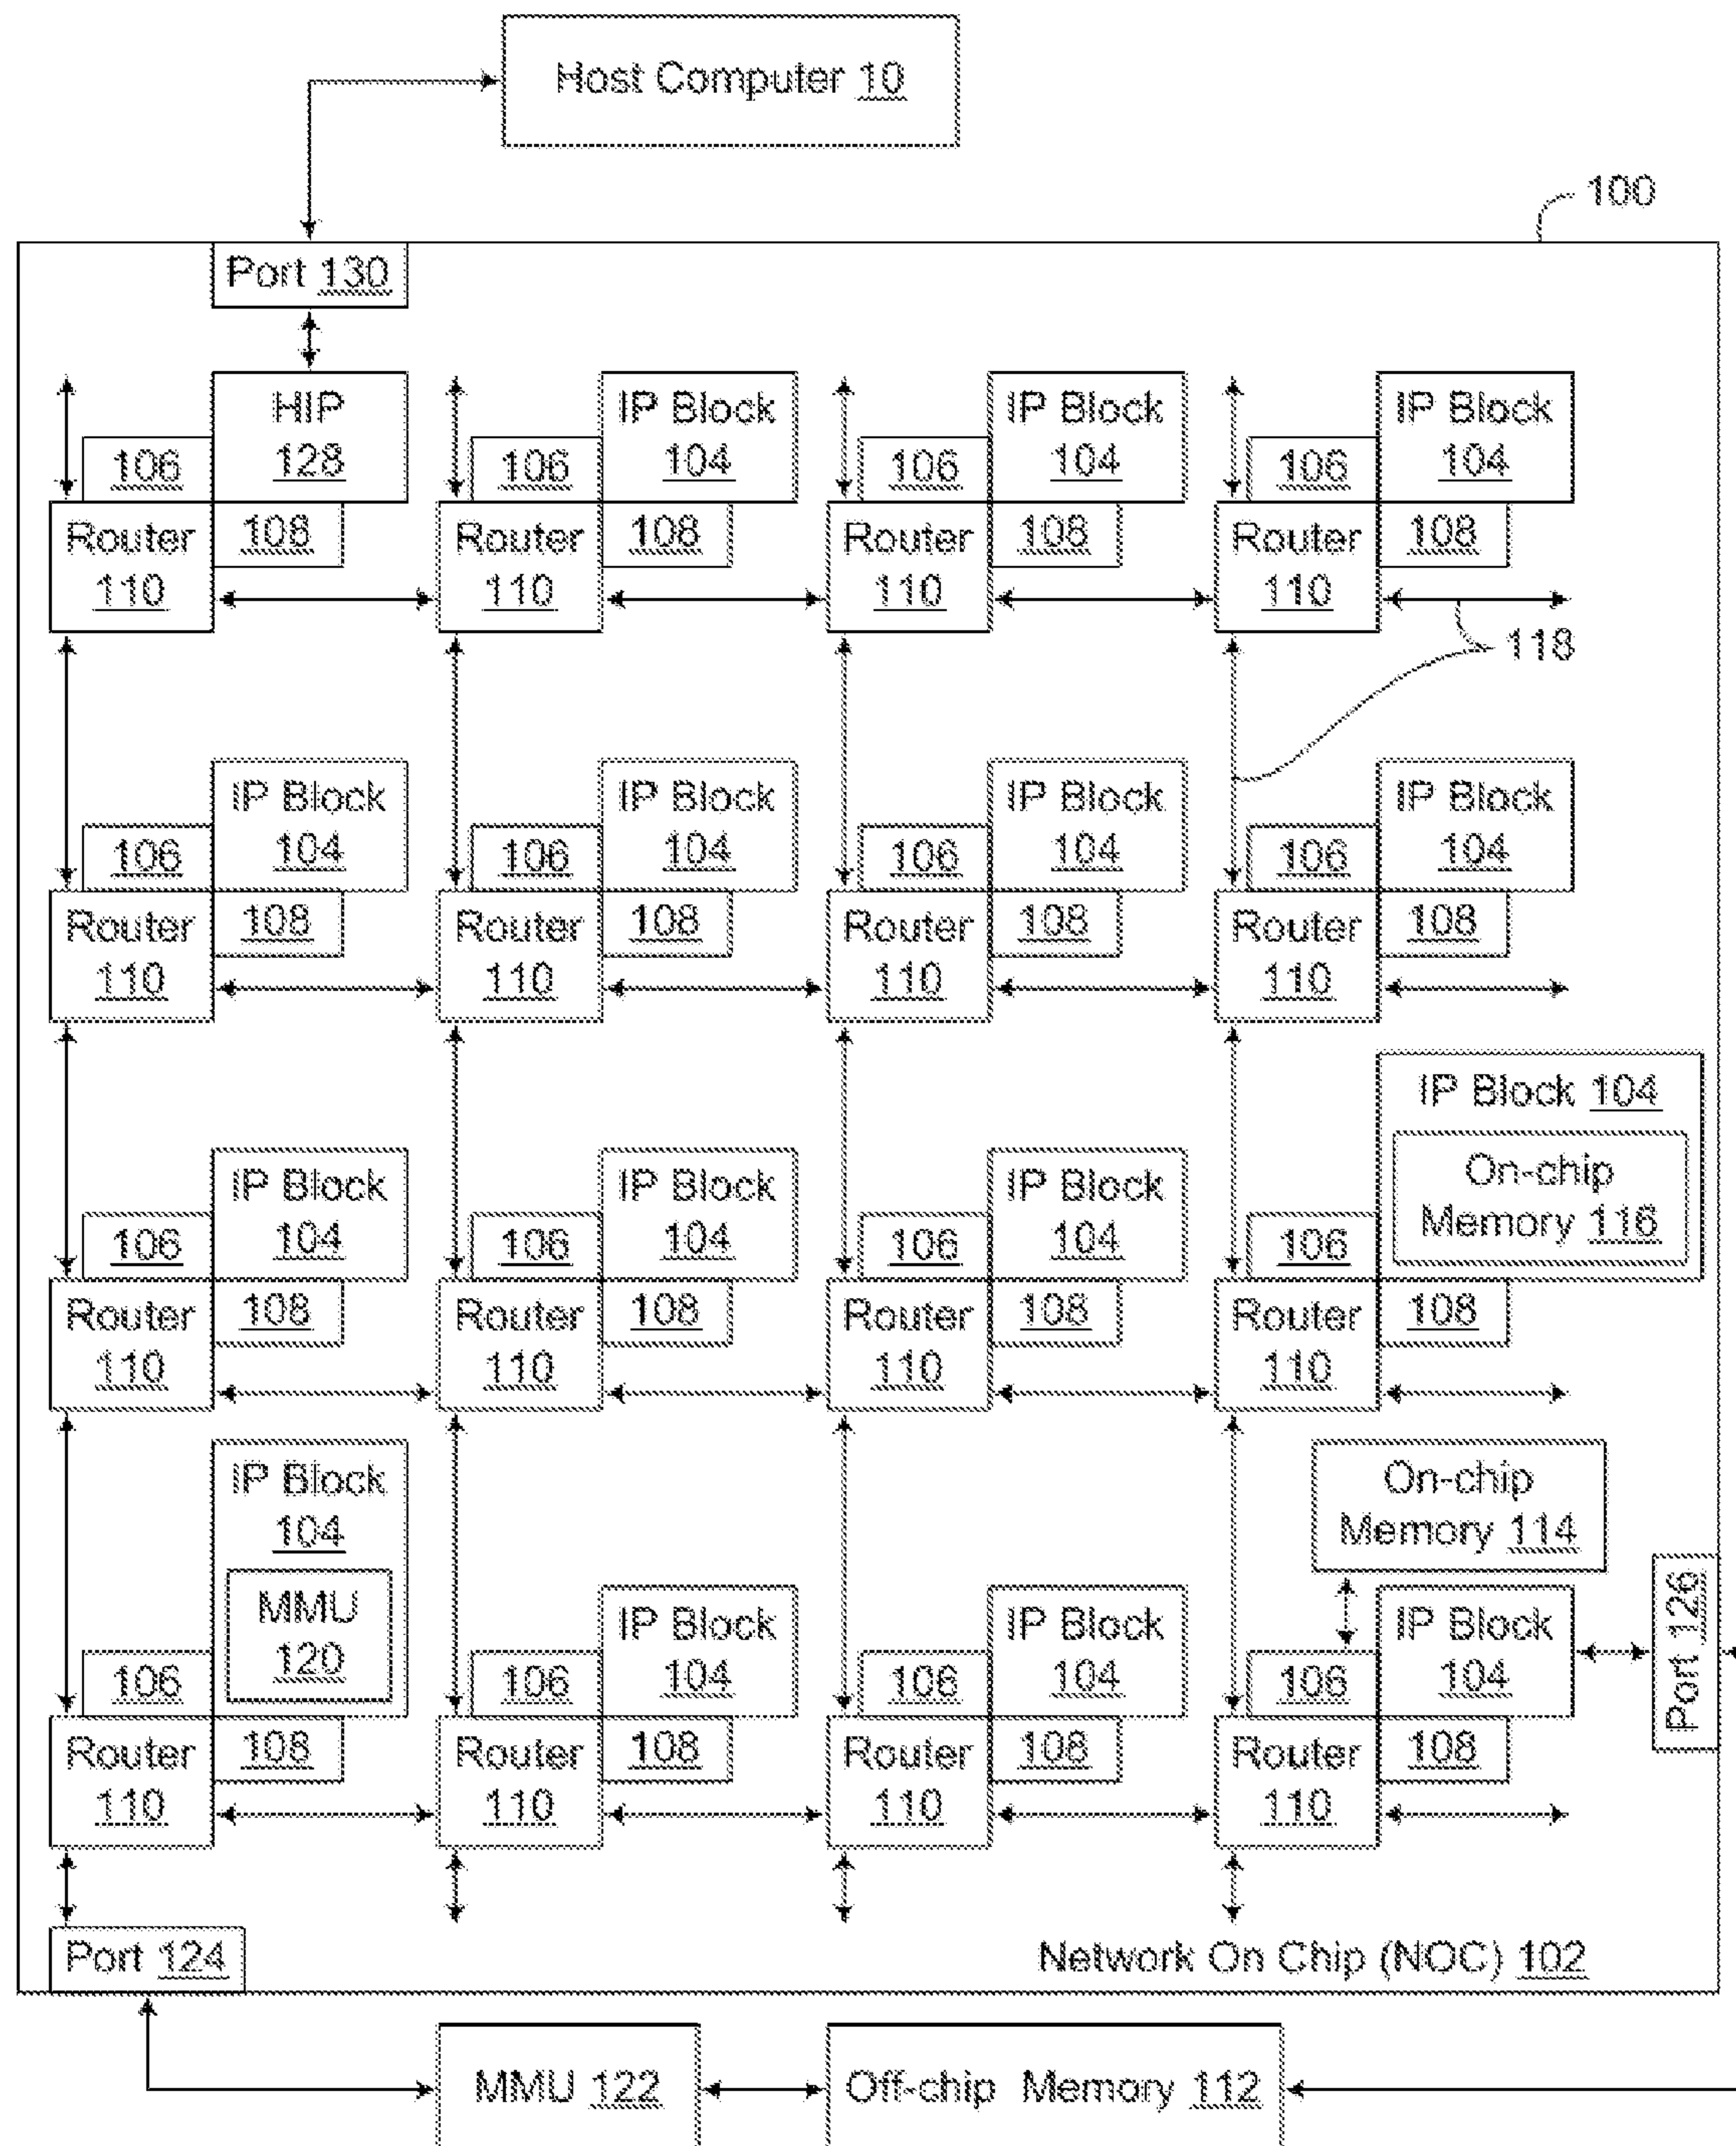 Host Computer 10
100
Port 130
HIP
128
IP Block
104
IP Block
104
IP Block
104
106
106
106
106
Router
110
108
Router
110
108
Router
110
108
Router
110
108
118
IP Block
104
IP Block
104
IP Block
104
IP Block
104
106
106
106
106
Router
110
108
Router
110
108
Router
110
108
Router
110
108
IP Block 104
On-chip
Memory 116
IP Block
104
IP Block
104
IP Block
104
106
106
106
106
Router
110
108
Router
110
108
Router
110
108
Router
110
108
IP Block
104
MMU
120
On-chip
Memory 114
IP Block
104
IP Block
104
IP Block
104
Port 126
106
106
106
106
Router
110
108
Router
110
108
Router
110
108
Router
110
108
Port 124
Network On Chip (NOC) 102
MMU 122
Off-chip Memory 112